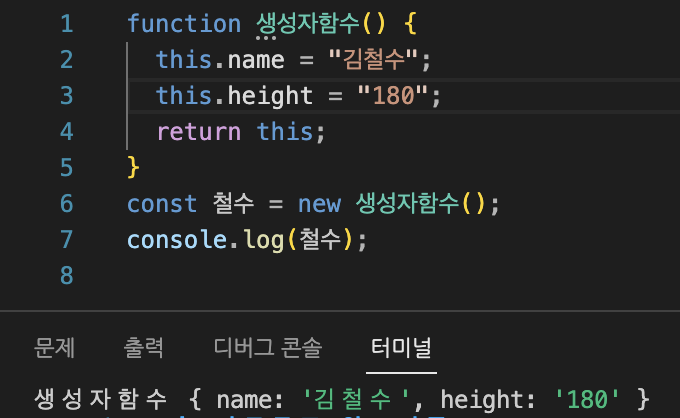 1 function 생성자함수() {
2 this.name = "김철수";
3 this.height = "180";
4 return this;
5 }
6 const 철수 = new 생성자함수();
7 console.log(철수);
8
문제 출력 디버그 콘솔 터미널
생성자함수 { name: '김철수', height: '180' }